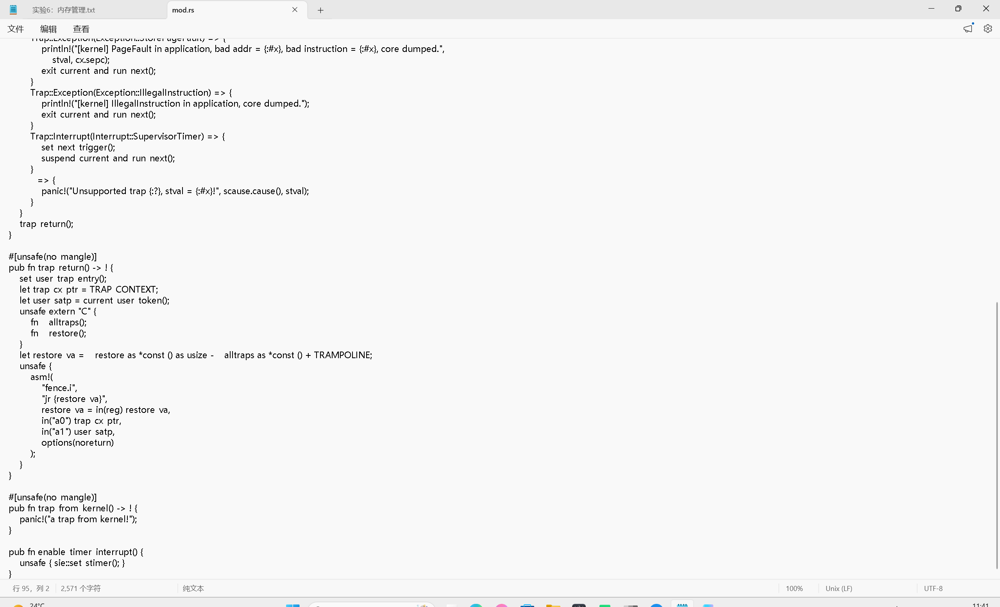 实验6：内存管理.txt
mod.rs
文件 编辑 查看
Trap::Exception(Exception::StorePageFault) => {
println!("[kernel] PageFault in application, bad addr = {:#x}, bad instruction = {:#x}, core dumped.",
stval, cx.sepc);
exit current and run next();
}
Trap::Exception(Exception::IllegalInstruction) => {
println!("[kernel] IllegalInstruction in application, core dumped.");
exit current and run next();
}
Trap::Interrupt(Interrupt::SupervisorTimer) => {
set next trigger();
suspend current and run next();
}
=> {
panic!("Unsupported trap {:?}, stval = {:#x}!", scause.cause(), stval);
}
}
trap return();
}
#[unsafe(no mangle)]
pub fn trap return() -> ! {
set user trap entry();
let trap cx ptr = TRAP CONTEXT;
let user satp = current user token();
unsafe extern "C" {
fn alltraps();
fn restore();
}
let restore va = restore as *const () as usize - alltraps as *const () + TRAMPOLINE;
unsafe {
asm!(
"fence.i",
"jr {restore va}",
restore va = in(reg) restore va,
in("a0") trap cx ptr,
in("a1") user satp,
options(noreturn)
);
}
}
#[unsafe(no mangle)]
pub fn trap from kernel() -> ! {
panic!("a trap from kernel!");
}
pub fn enable timer interrupt() {
unsafe { sie::set stimer(); }
}
行 95，列 2 2,571 个字符 纯文本 100% Unix (LF) UTF-8
24°C 11:41